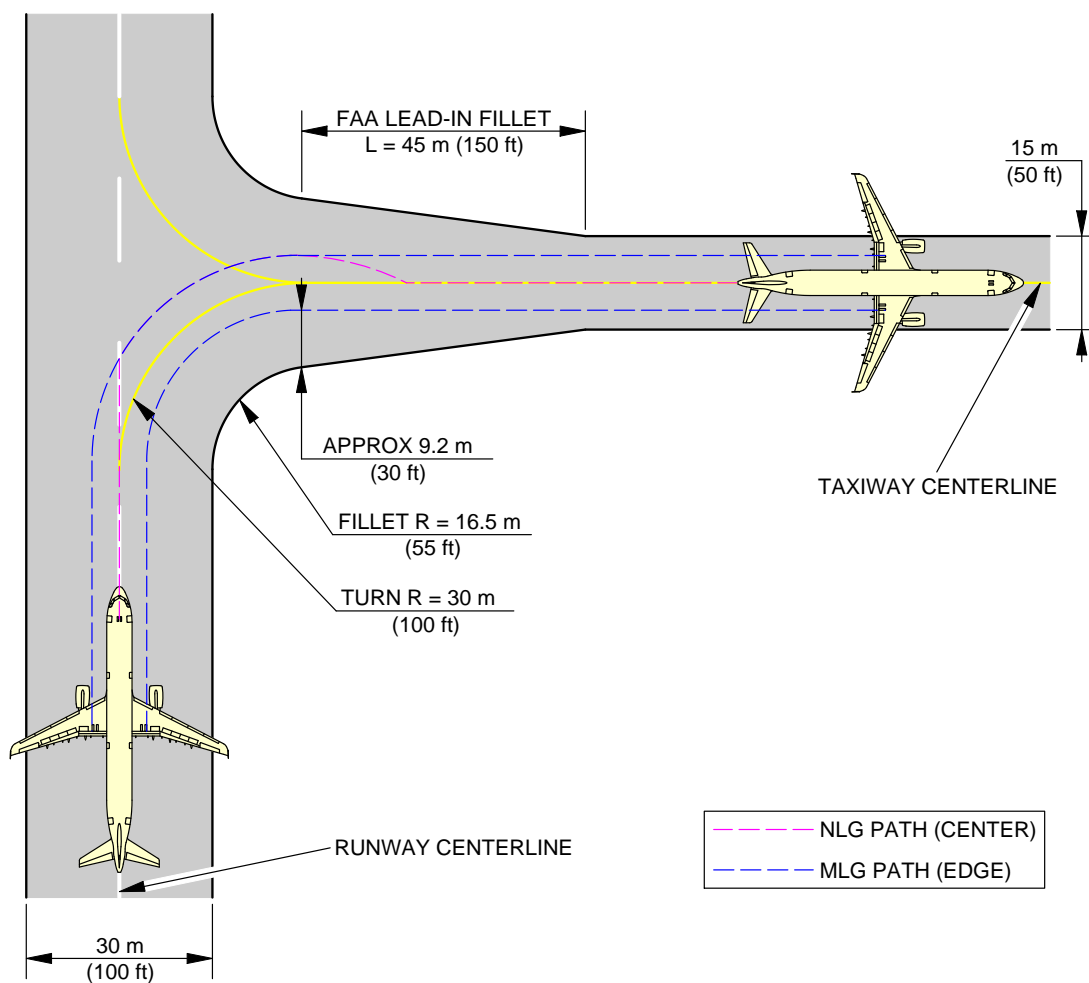 FAA LEAD-IN FILLET
L = 45 m (150 ft)
15 m
(50 ft)
APPROX 9.2 m
(30 ft)
TAXIWAY CENTERLINE
FILLET R = 16.5 m
(55 ft)
TURN R = 30 m
(100 ft)
RUNWAY CENTERLINE
NLG PATH (CENTER)
MLG PATH (EDGE)
30 m
(100 ft)